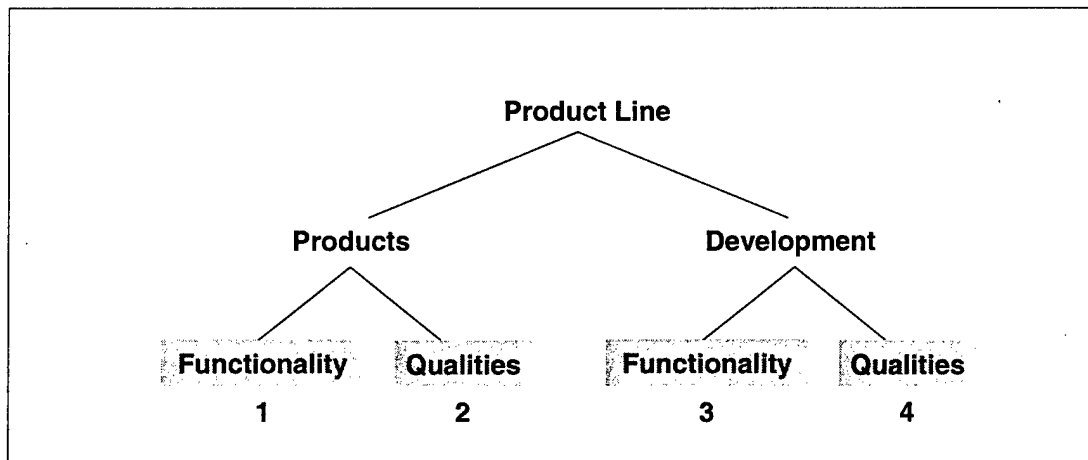 Product Line
Products Development
Functionality Qualities Functionality Qualities
1 2 3 4